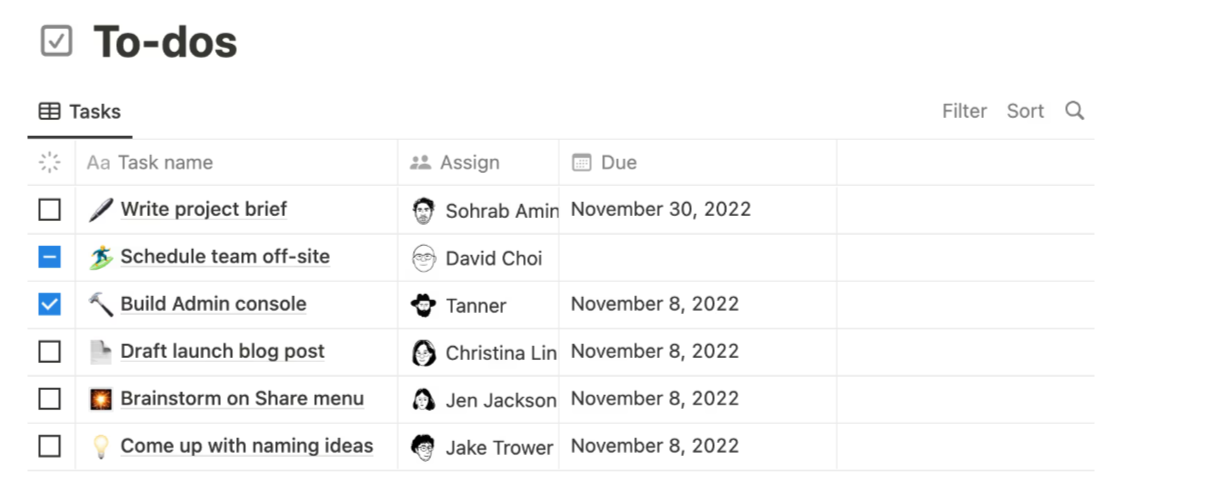 To-dos
Tasks Filter Sort
Aa Task name Assign Due
Write project brief Sohrab Amin November 30, 2022
Schedule team off-site David Choi
Build Admin console Tanner November 8, 2022
Draft launch blog post Christina Lin November 8, 2022
Brainstorm on Share menu Jen Jackson November 8, 2022
Come up with naming ideas Jake Trower November 8, 2022